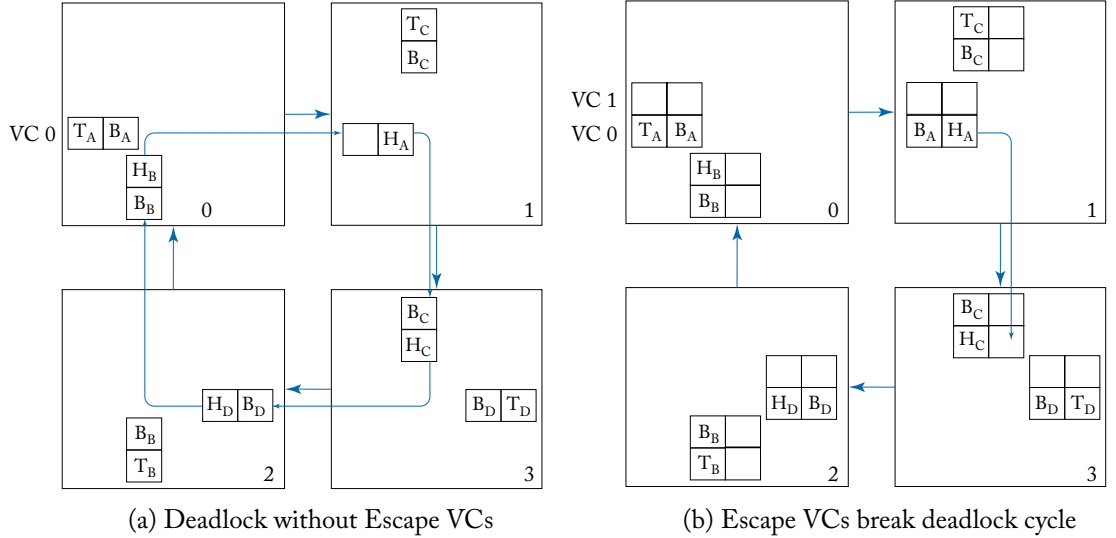 T_C
B_C
VC 0
T_A B_A
H_A
H_B
B_B
0
1
B_C
H_C
H_D B_D
B_D T_D
B_B
T_B
2
3
(a) Deadlock without Escape VCs
T_C
B_C
VC 1
VC 0
T_A B_A
B_A H_A
H_B
B_B
0
1
B_C
H_C
H_D B_D
B_D T_D
B_B
T_B
2
3
(b) Escape VCs break deadlock cycle